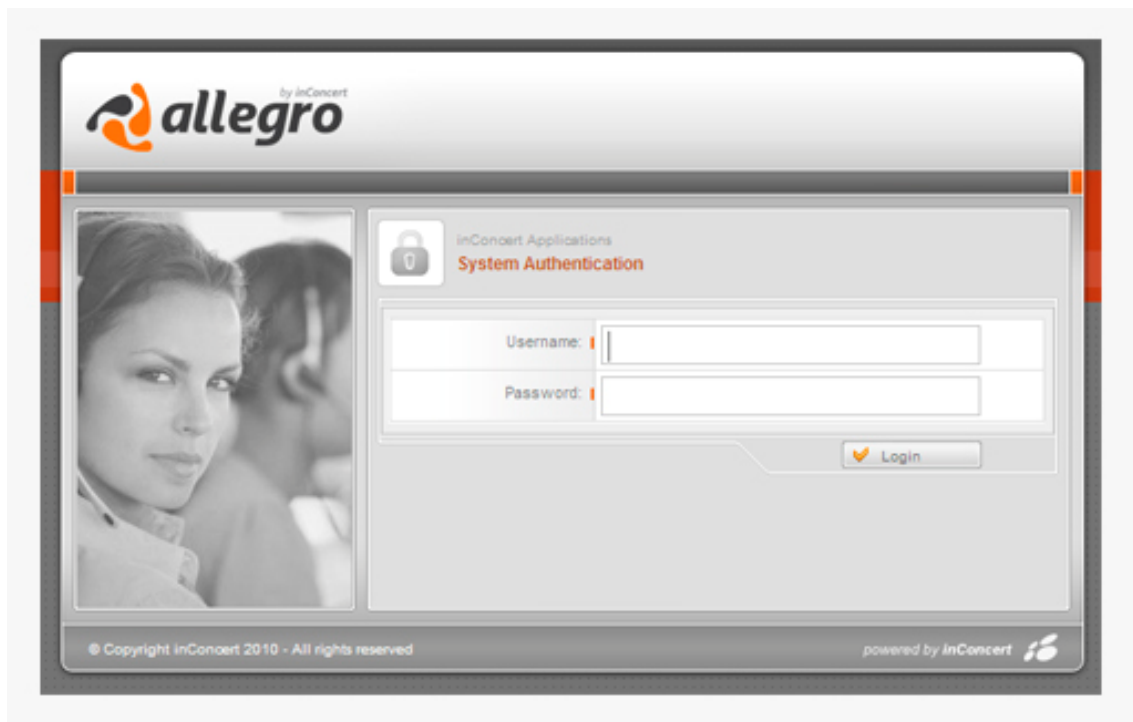 by inConcert
allegro
inConcert Applications
System Authentication
Username:
Password:
Login
© Copyright inConcert 2010 - All rights reserved
powered by inConcert